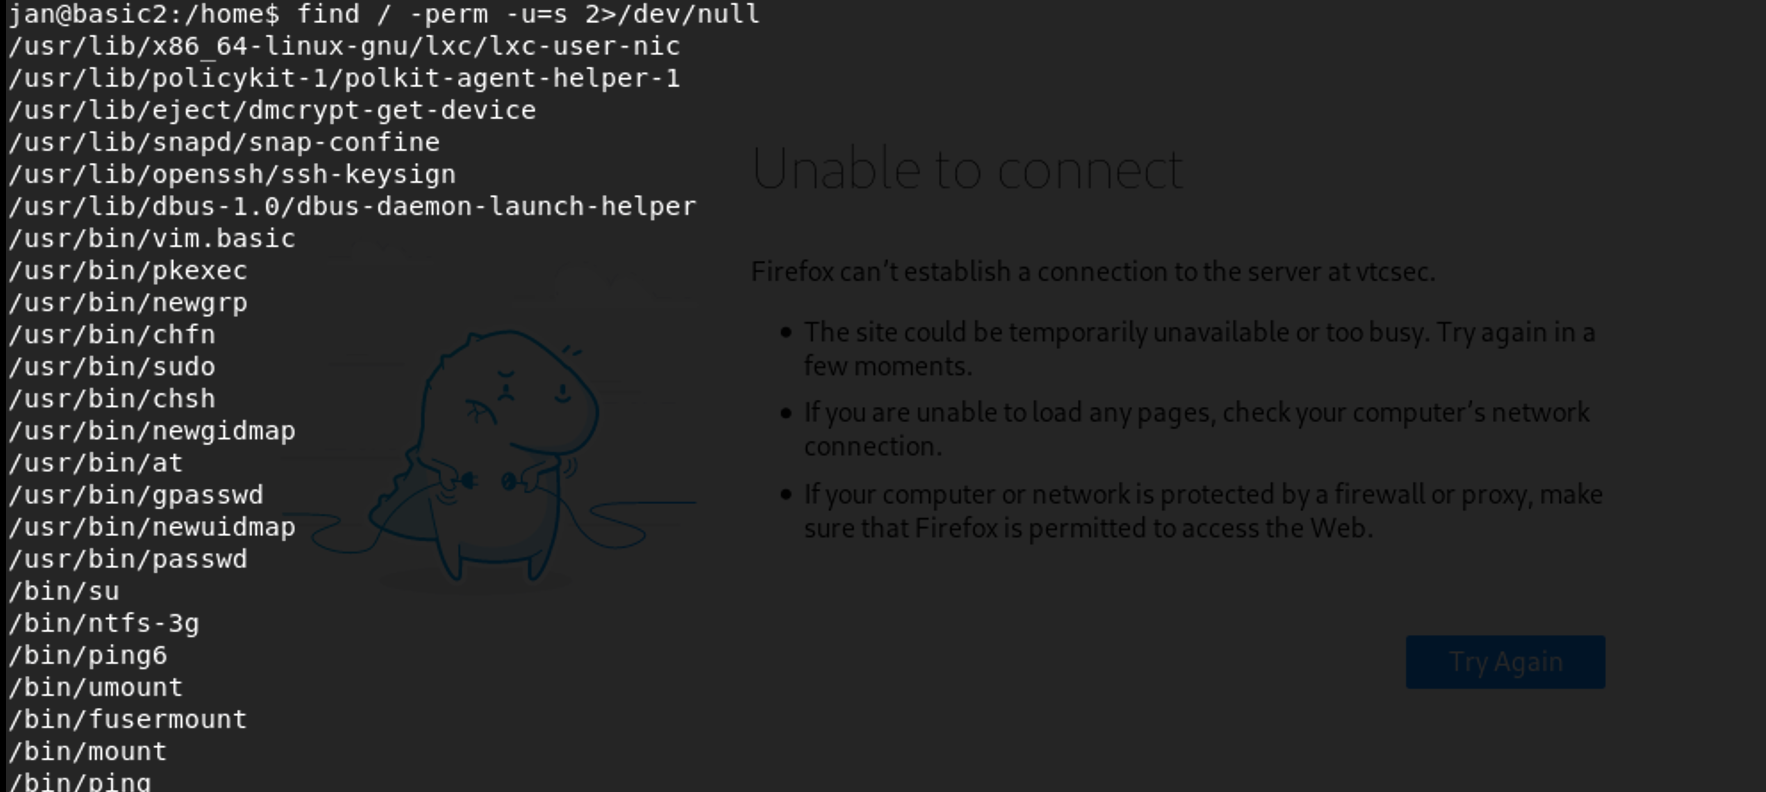 jan@basic2:/home$ find / -perm -u=s 2>/dev/null
/usr/lib/x86_64-linux-gnu/lxc/lxc-user-nic
/usr/lib/policykit-1/polkit-agent-helper-1
/usr/lib/eject/dmcrypt-get-device
/usr/lib/snapd/snap-confine
/usr/lib/openssh/ssh-keysign
/usr/lib/dbus-1.0/dbus-daemon-launch-helper
/usr/bin/vim.basic
/usr/bin/pkexec
/usr/bin/newgrp
/usr/bin/chfn
/usr/bin/sudo
/usr/bin/chsh
/usr/bin/newgidmap
/usr/bin/at
/usr/bin/gpasswd
/usr/bin/newuidmap
/usr/bin/passwd
/bin/su
/bin/ntfs-3g
/bin/ping6
/bin/umount
/bin/fusermount
/bin/mount
/bin/ping
Unable to connect
Firefox can’t establish a connection to the server at vtcsec.
• The site could be temporarily unavailable or too busy. Try again in a
few moments.
• If you are unable to load any pages, check your computer’s network
connection.
• If your computer or network is protected by a firewall or proxy, make
sure that Firefox is permitted to access the Web.
Try Again